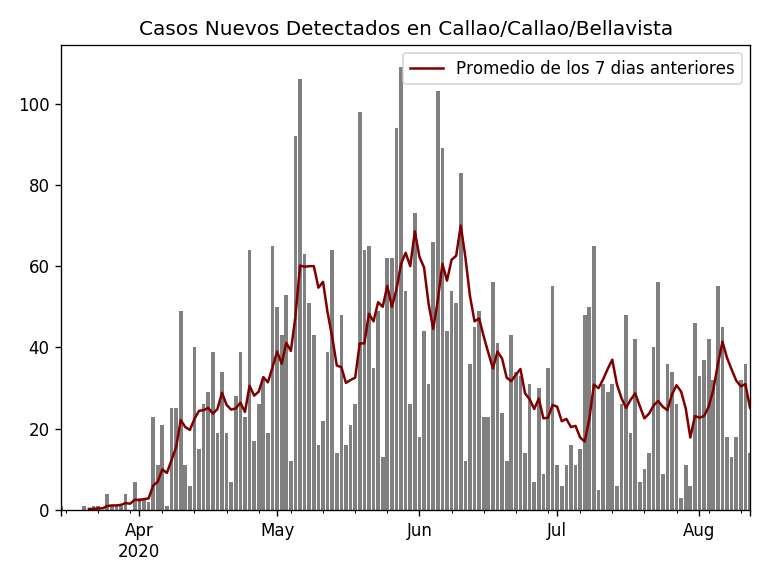 Casos Nuevos Detectados en Callao/Callao/Bellavista
Promedio de los 7 dias anteriores
100
80
60
40
20
0
Apr May Jun Jul Aug
2020